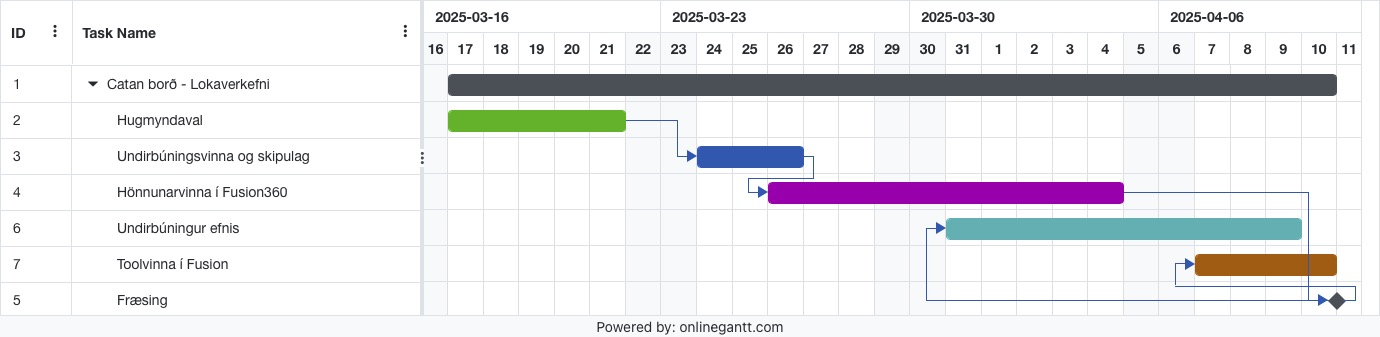 ID Task Name 2025-03-16 2025-03-23 2025-03-30 2025-04-06
16 17 18 19 20 21 22 23 24 25 26 27 28 29 30 31 1 2 3 4 5 6 7 8 9 10 11
1 Catan borð - Lokaverkefni
2 Hugmyndaval
3 Undirbúningsvinna og skipulag
4 Hönnunarvinna í Fusion360
6 Undirbúningur efnis
7 Toolvinna í Fusion
5 Fræsing
Powered by: onlinegantt.com